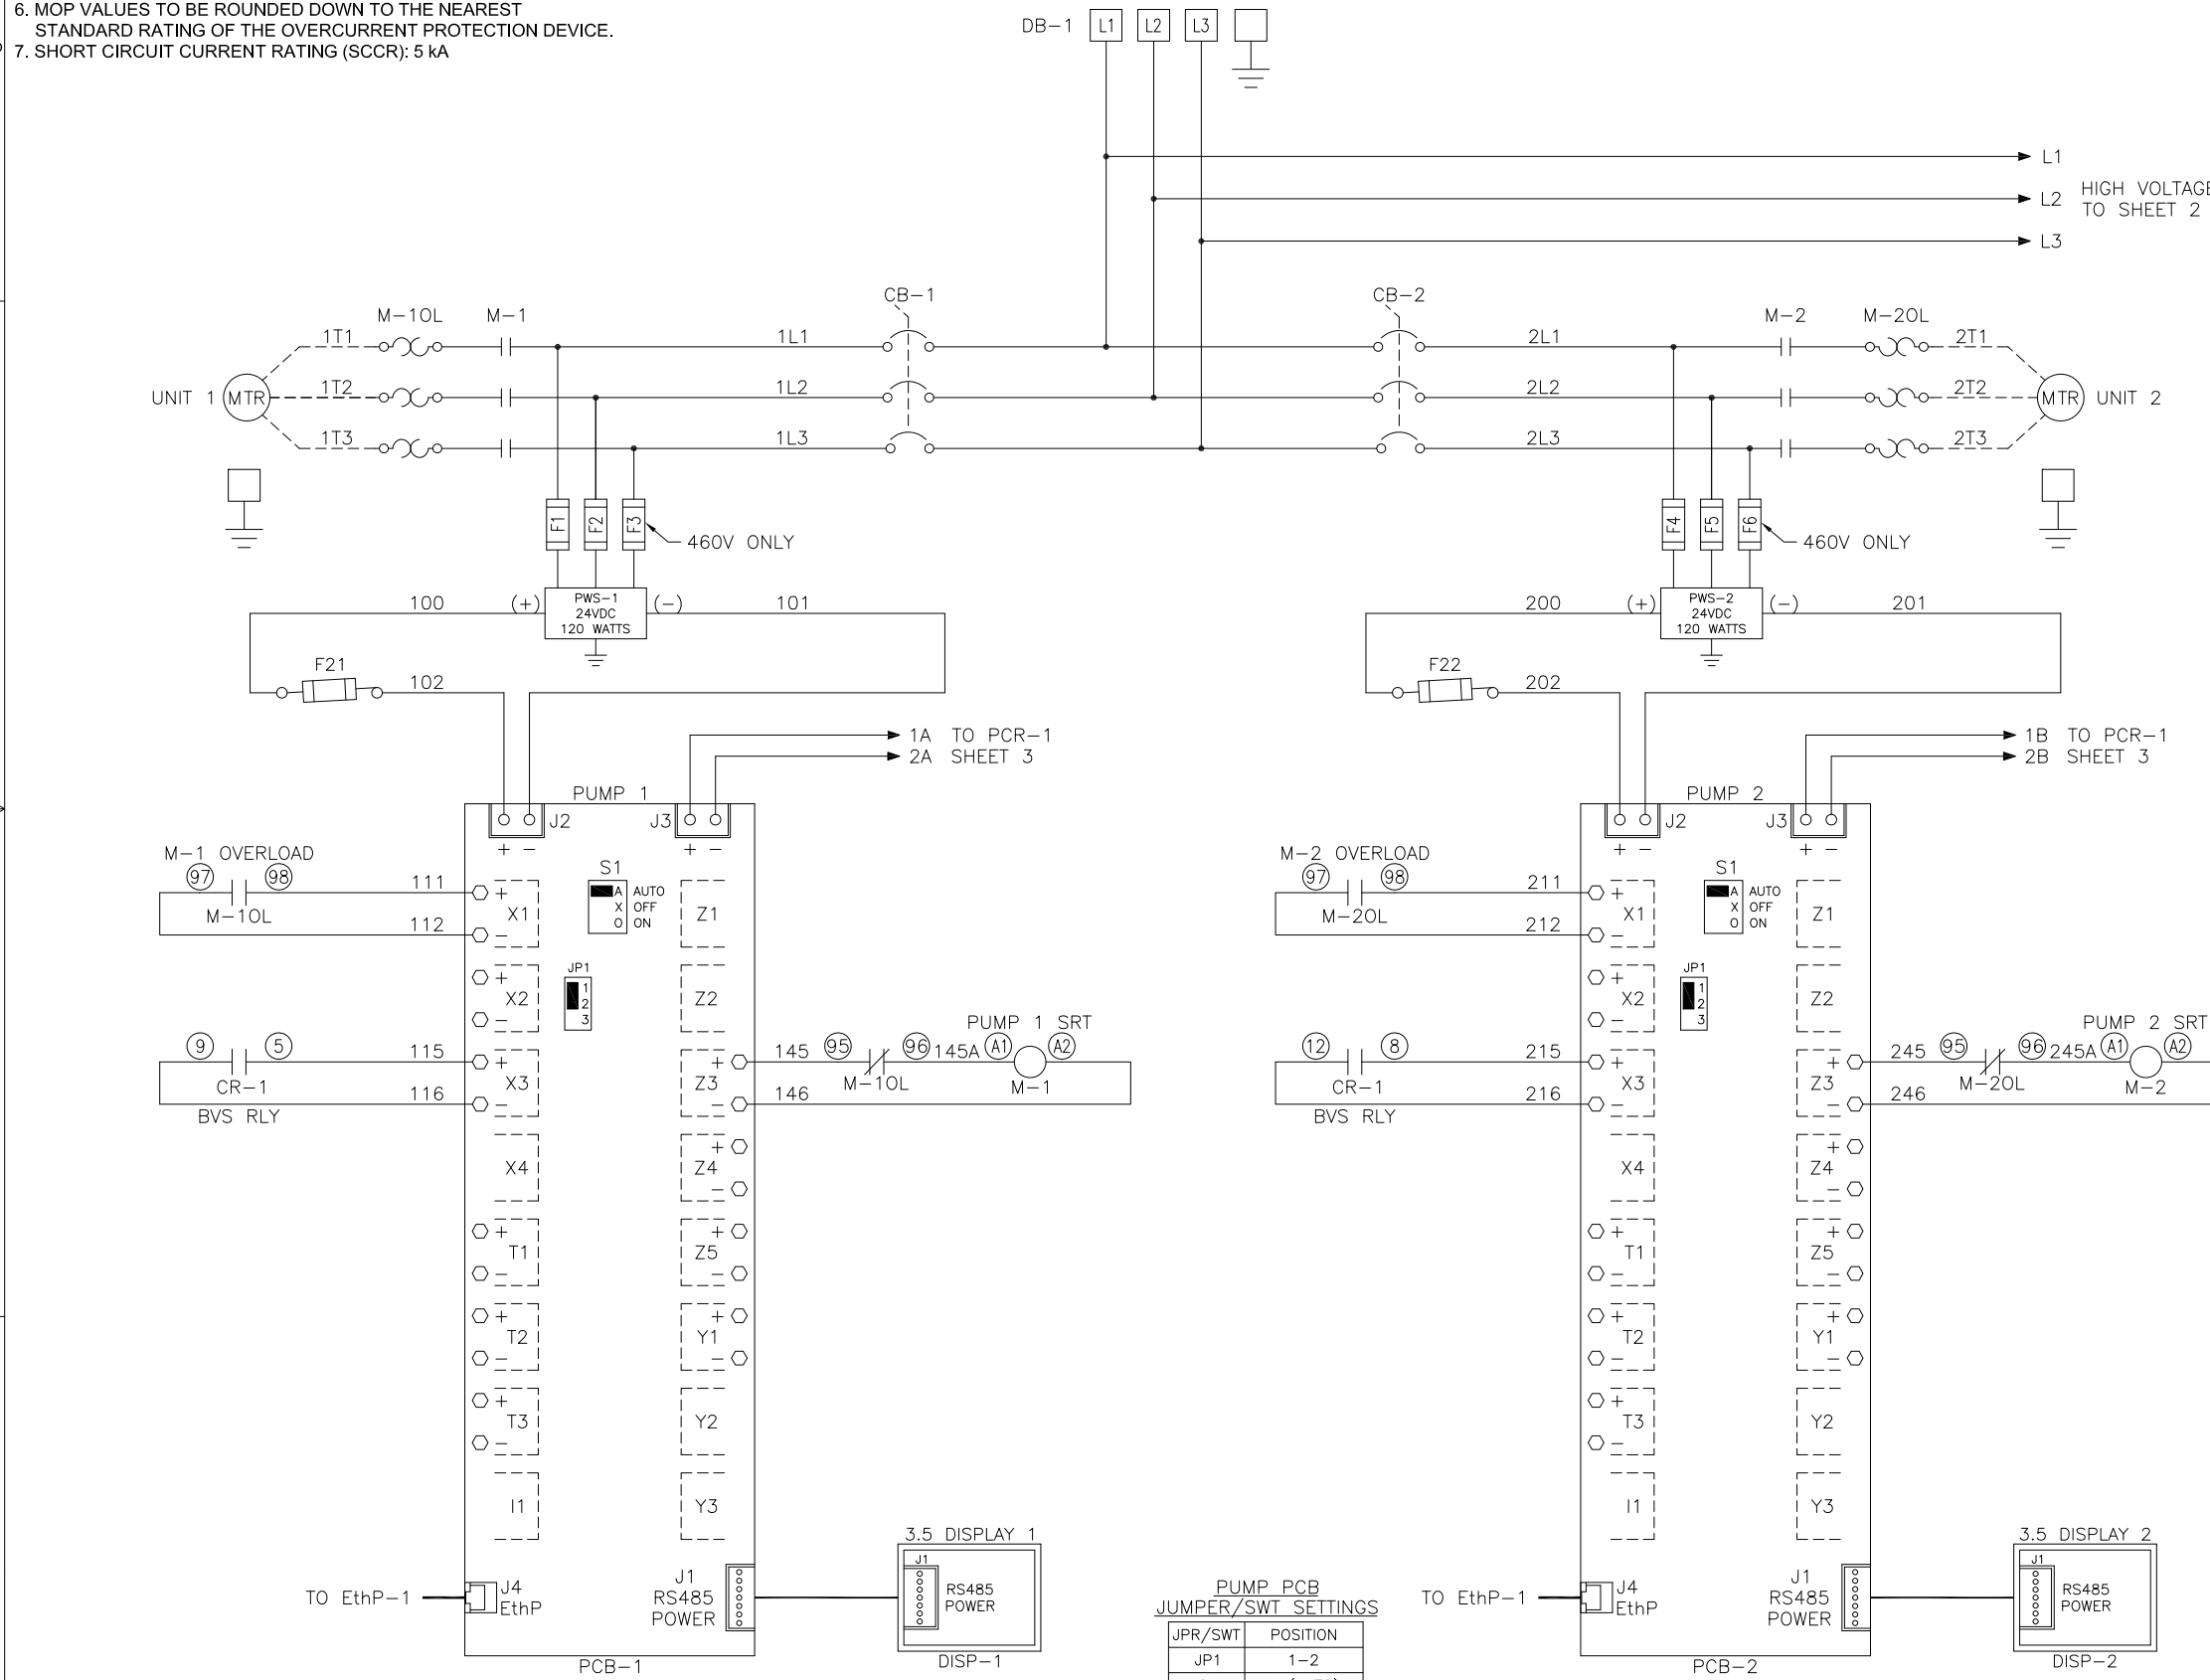 6. MOP VALUES TO BE ROUNDED DOWN TO THE NEAREST
STANDARD RATING OF THE OVERCURRENT PROTECTION DEVICE.
7. SHORT CIRCUIT CURRENT RATING (SCCR): 5 kA
DB-1 L1 L2 L3
L1
L2 HIGH VOLTAGE
TO SHEET 2
L3
CB-1 CB-2
M-1OL M-1 M-2 M-2OL
1T1 1L1 2L1 2T1
UNIT 1 MTR 1T2 1L2 2L2 2T2 MTR UNIT 2
1T3 1L3 2L3 2T3
F1 F2 F3 460V ONLY
F4 F5 F6 460V ONLY
100 (+) PWS-1 (-) 101
24VDC
120 WATTS
200 (+) PWS-2 (-) 201
24VDC
120 WATTS
F21 102
F22 202
1A TO PCR-1
2A SHEET 3
1B TO PCR-1
2B SHEET 3
PUMP 1
J2 J3
+ - + -
M-1 OVERLOAD
97 98 111
M-1OL
112
+ X1 -
S1
A AUTO
X OFF
O ON
Z1
+ X2 -
JP1
1
2
3
Z2
9 5 115
CR-1
116
BVS RLY
+ X3 -
+ Z3 -
PUMP 1 SRT
145 95 96 145A A1 A2
M-1OL M-1
146
X4
+ Z4 -
+ T1 -
+ Z5 -
+ T2 -
+ Y1 -
+ T3 -
Y2
I1
Y3
TO EthP-1
J4
EthP
J1
RS485
POWER
PCB-1
3.5 DISPLAY 1
J1
RS485
POWER
DISP-1
PUMP PCB
JUMPER/SWT SETTINGS
JPR/SWT POSITION
JP1 1-2
PUMP 2
J2 J3
+ - + -
M-2 OVERLOAD
97 98 211
M-2OL
212
+ X1 -
S1
A AUTO
X OFF
O ON
Z1
+ X2 -
JP1
1
2
3
Z2
12 8 215
CR-1
216
BVS RLY
+ X3 -
+ Z3 -
PUMP 2 SRT
245 95 96 245A A1 A2
M-2OL M-2
246
X4
+ Z4 -
+ T1 -
+ Z5 -
+ T2 -
+ Y1 -
+ T3 -
Y2
I1
Y3
TO EthP-1
J4
EthP
J1
RS485
POWER
PCB-2
3.5 DISPLAY 2
J1
RS485
POWER
DISP-2